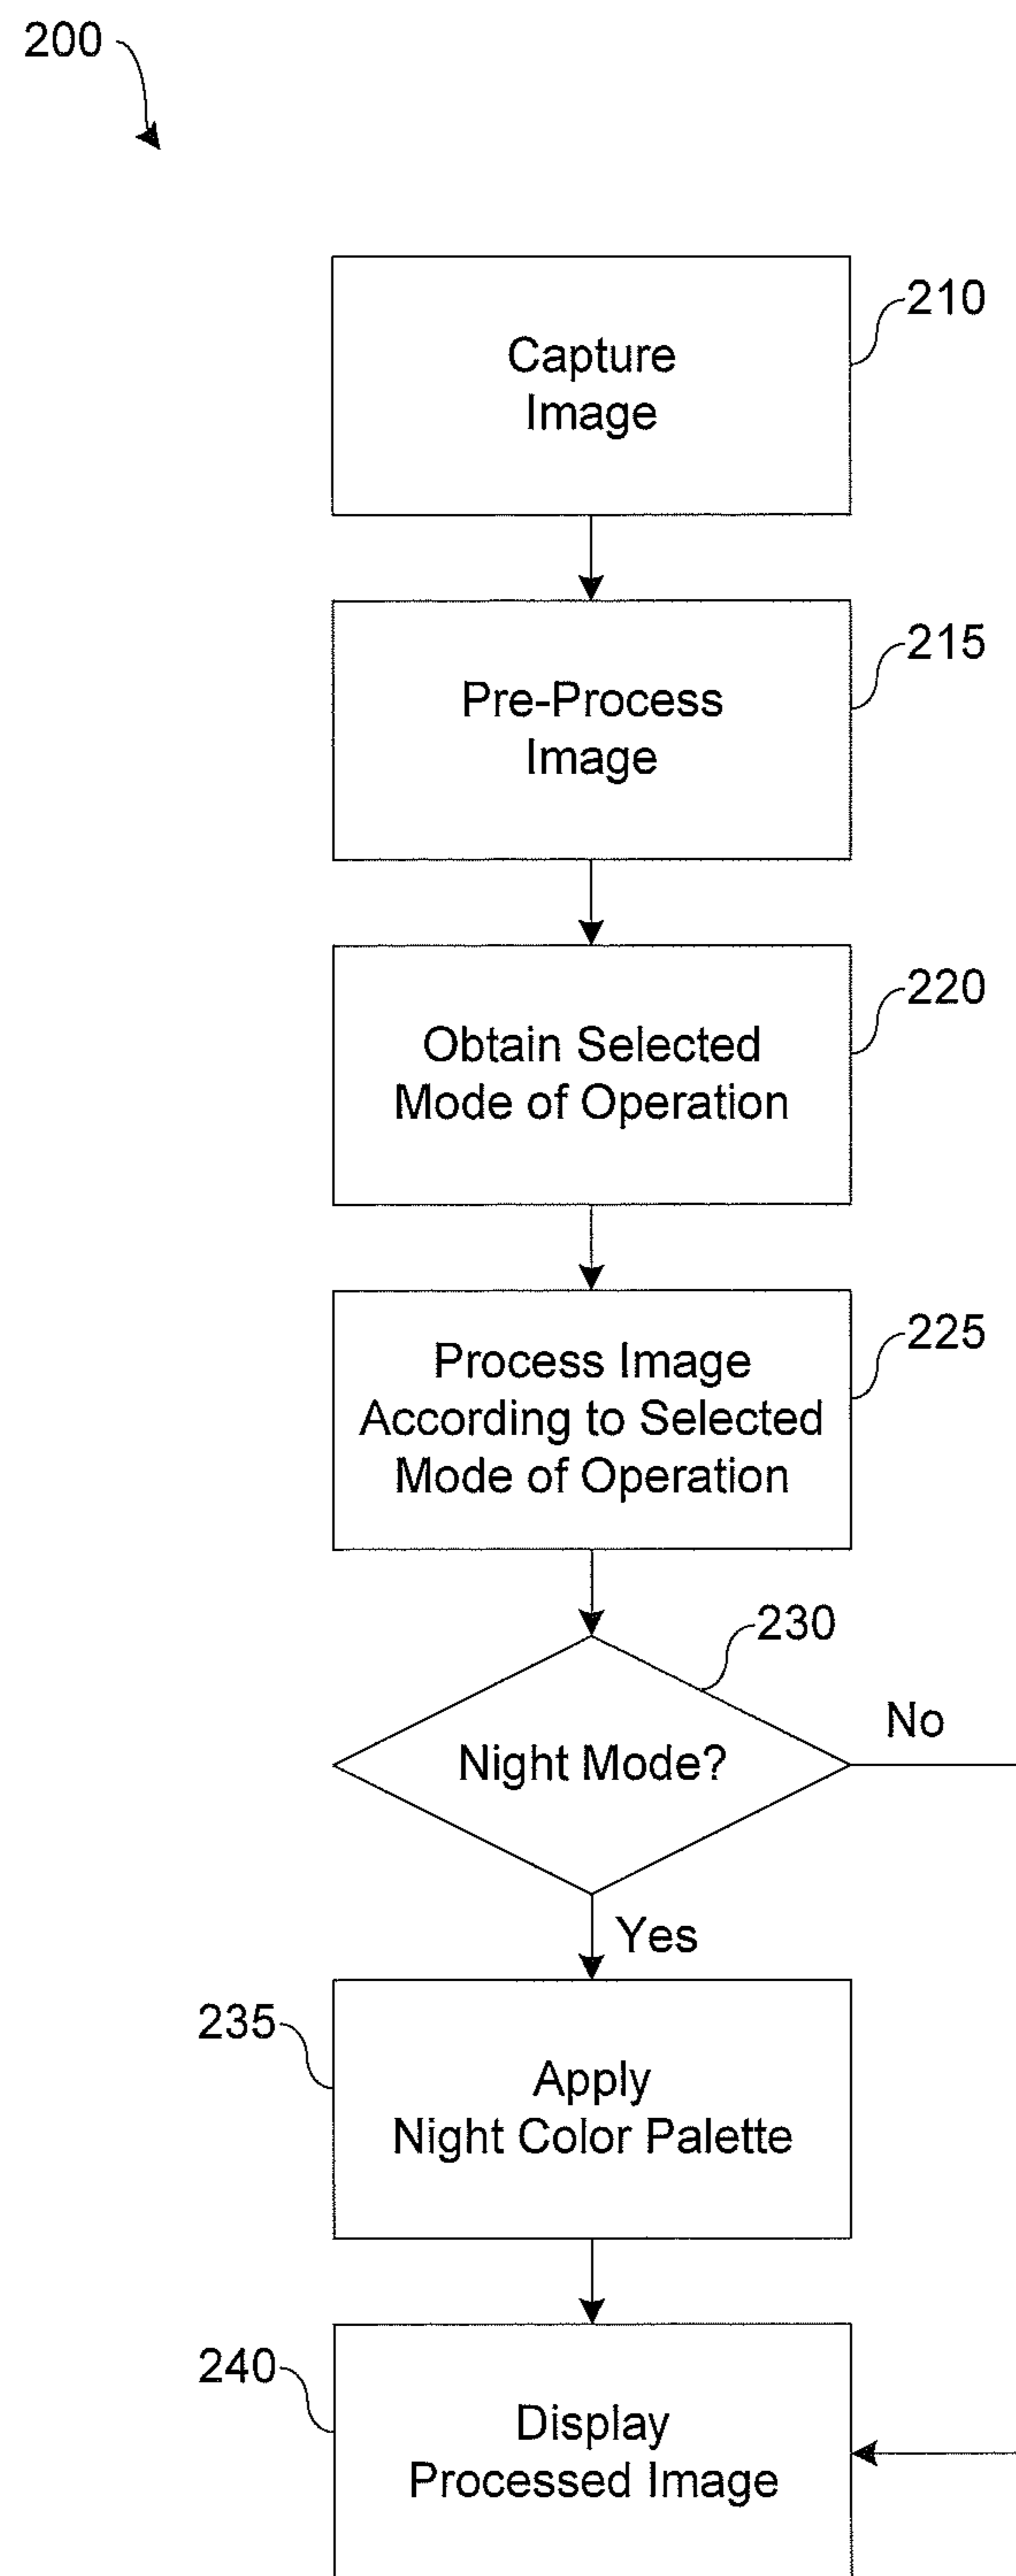 200
210
Capture
Image
215
Pre-Process
Image
220
Obtain Selected
Mode of Operation
225
Process Image
According to Selected
Mode of Operation
230
No
Night Mode?
Yes
235
Apply
Night Color Palette
240
Display
Processed Image